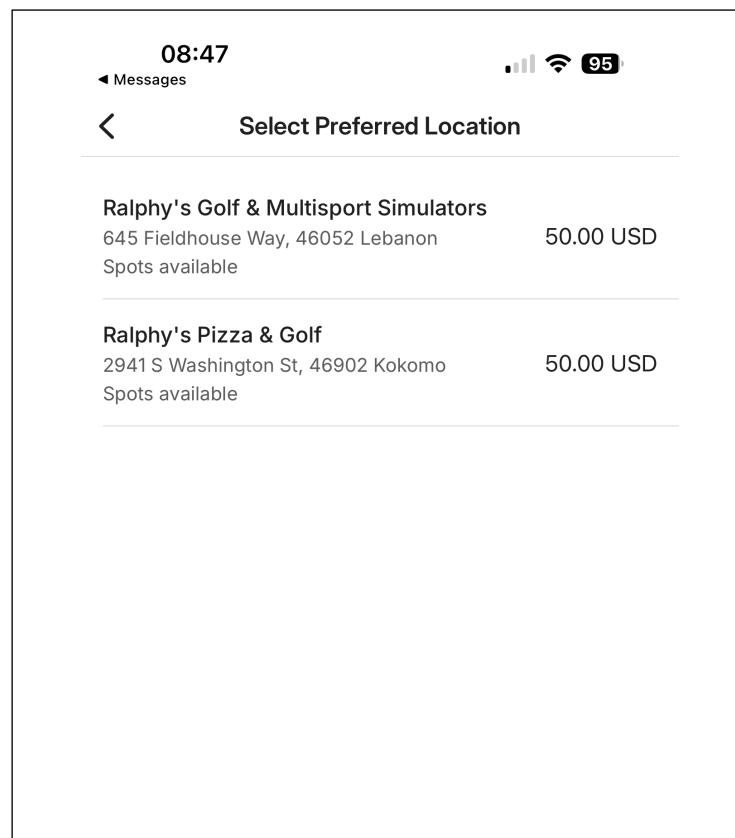 08:47
◀ Messages
95
Select Preferred Location
Ralphy's Golf & Multisport Simulators
645 Fieldhouse Way, 46052 Lebanon
50.00 USD
Spots available
Ralphy's Pizza & Golf
2941 S Washington St, 46902 Kokomo
50.00 USD
Spots available